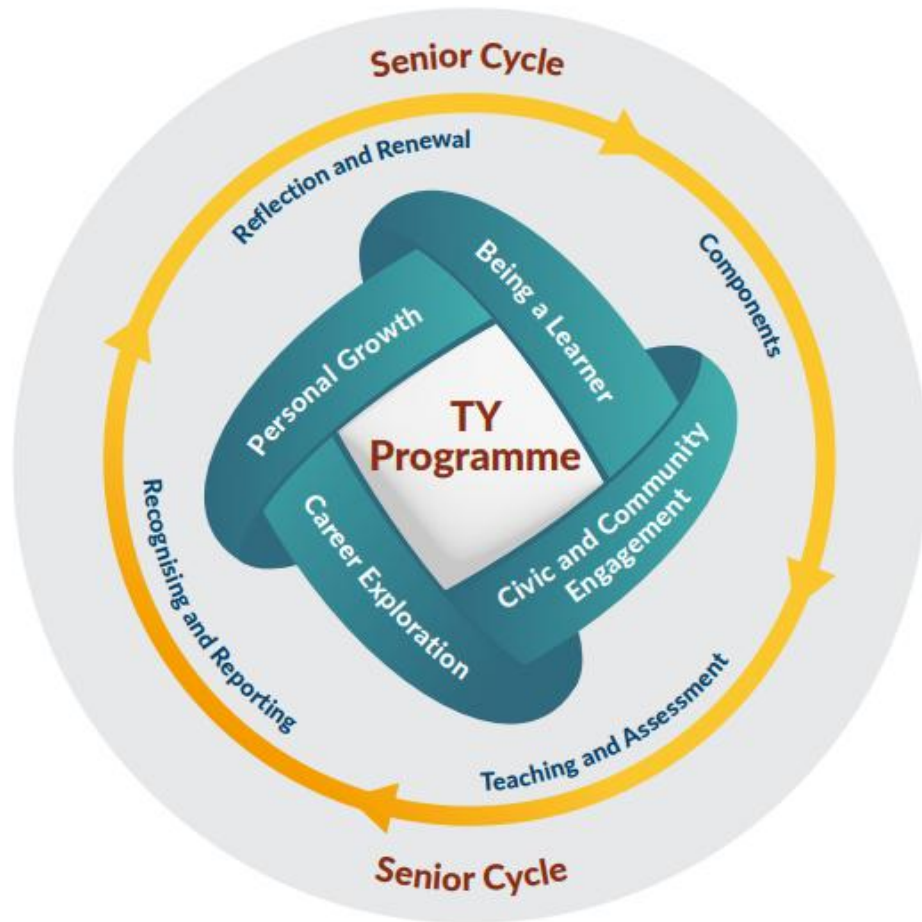 Senior Cycle
Reflection and Renewal
Components
Being a Learner
Personal Growth
TY
Programme
Civic and Community
Engagement
Career Exploration
Recognising and Reporting
Teaching and Assessment
Senior Cycle